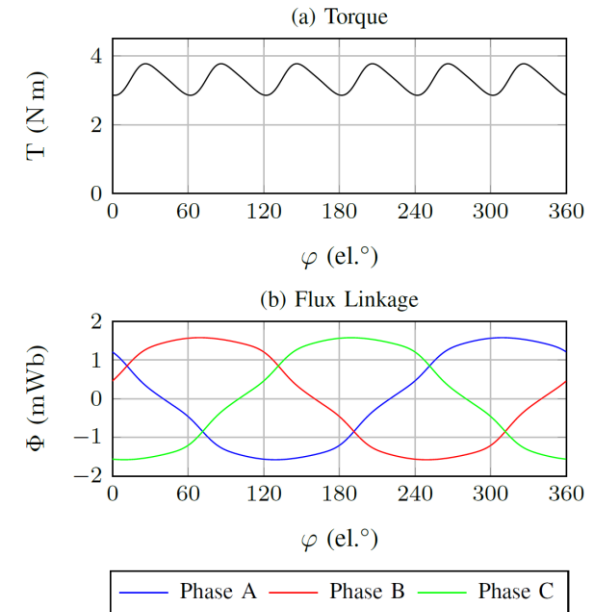 (a) Torque
T (N m)
4
2
0
0 60 120 180 240 300 360
φ (el.°)
(b) Flux Linkage
Φ (mWb)
2
1
0
−1
−2
0 60 120 180 240 300 360
φ (el.°)
Phase A Phase B Phase C